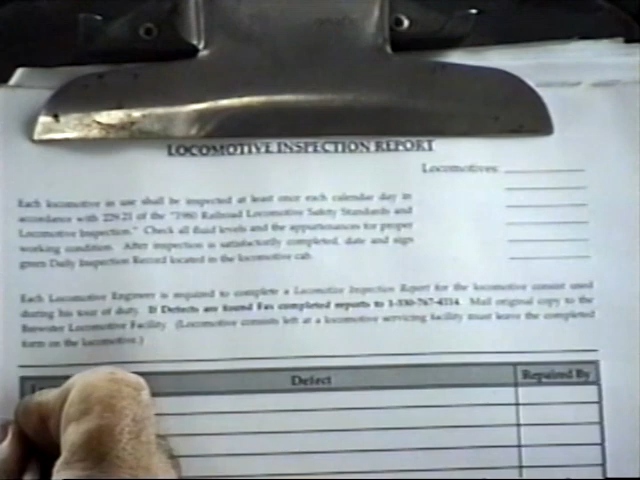 LOCOMOTIVE INSPECTION REPORT
Locomotives:
Each locomotive in use shall be inspected at least once each calendar day in
accordance with 229.21 of the "1980 Railroad Locomotive Safety Standards and
Locomotive Inspection." Check all fluid levels and the appurtenances for proper
working condition. After inspection is satisfactorily completed, date and sign
green Daily Inspection Record located in the locomotive cab.
Each Locomotive Engineer is required to complete a Locomotive Inspection Report for the locomotive consist used
during his tour of duty. If Defects are found Fax completed reports to 1-330-767-4114. Mail original copy to the
Brewster Locomotive Facility. (Locomotive consists left at a locomotive servicing facility must leave the completed
form on the locomotive.)
Defect
Repaired By